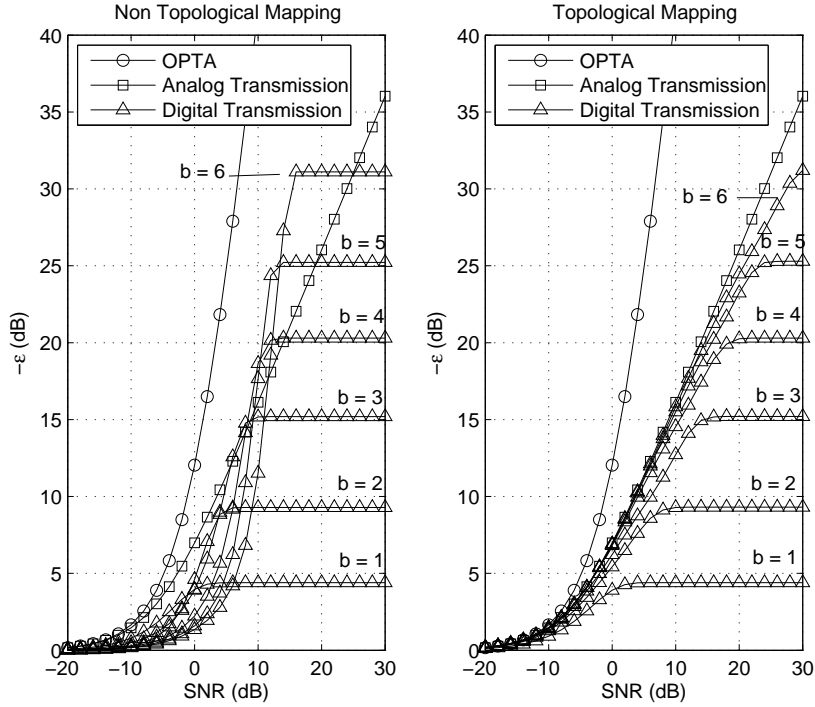 Non Topological Mapping
40
35
30
25
20
15
10
5
0
−20
−10
0
10
20
30
SNR (dB)
−ε (dB)
OPTA
Analog Transmission
Digital Transmission
b = 6
b = 5
b = 4
b = 3
b = 2
b = 1
Topological Mapping
40
35
30
25
20
15
10
5
0
−20
−10
0
10
20
30
SNR (dB)
−ε (dB)
OPTA
Analog Transmission
Digital Transmission
b = 6
b = 5
b = 4
b = 3
b = 2
b = 1